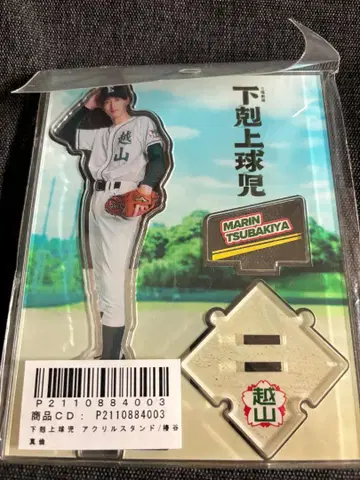 下剋上球児
越山
MARIN
TSUBAKIYA
越山
P2110884003
商品CD: P2110884003
下剋上球児 アクリルスタンド/椿谷
真倫